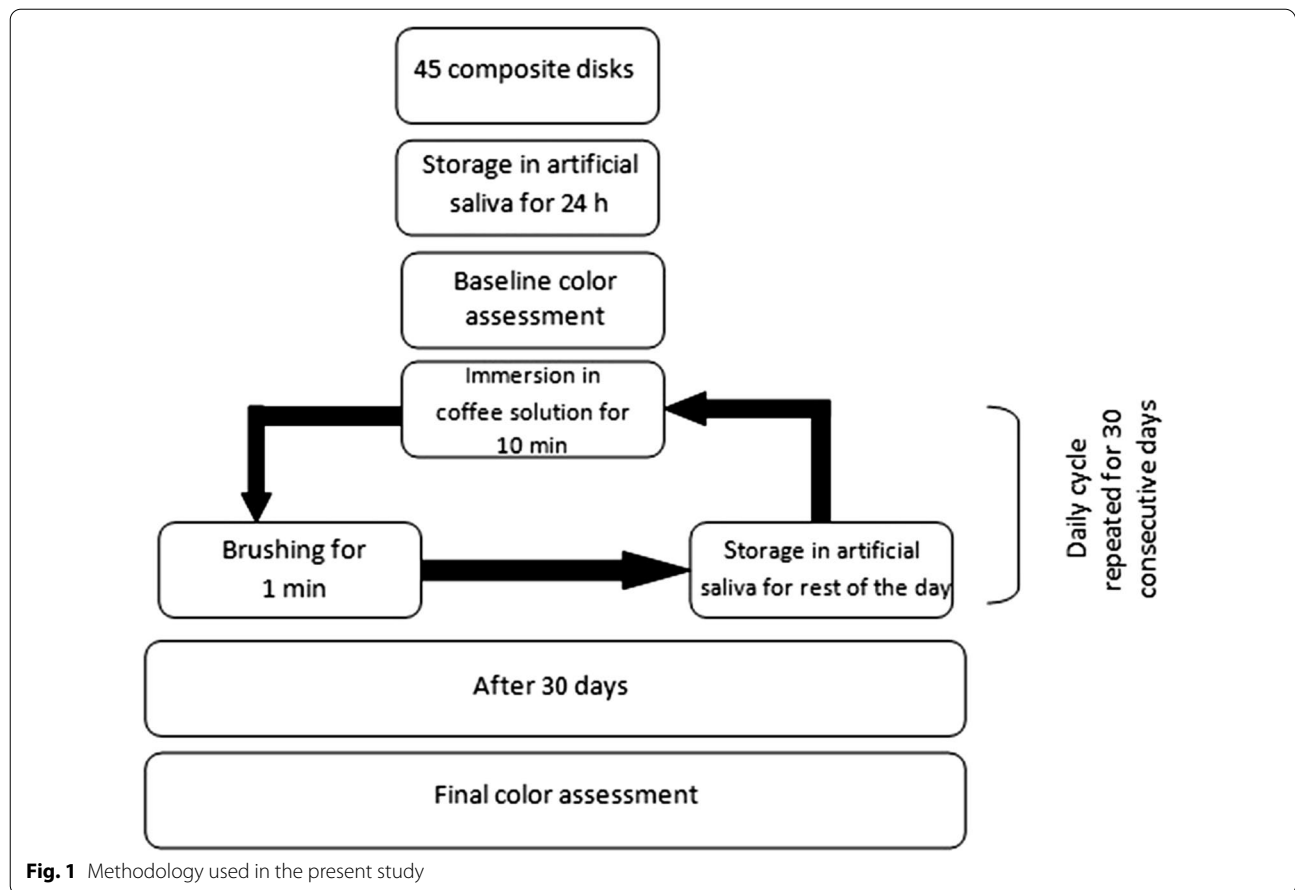 45 composite disks
Storage in artificial
saliva for 24 h
Baseline color
assessment
Immersion in
coffee solution for
10 min
Brushing for
1 min
Storage in artificial
saliva for rest of the day
Daily cycle
repeated for 30
consecutive days
After 30 days
Final color assessment
Fig. 1 Methodology used in the present study